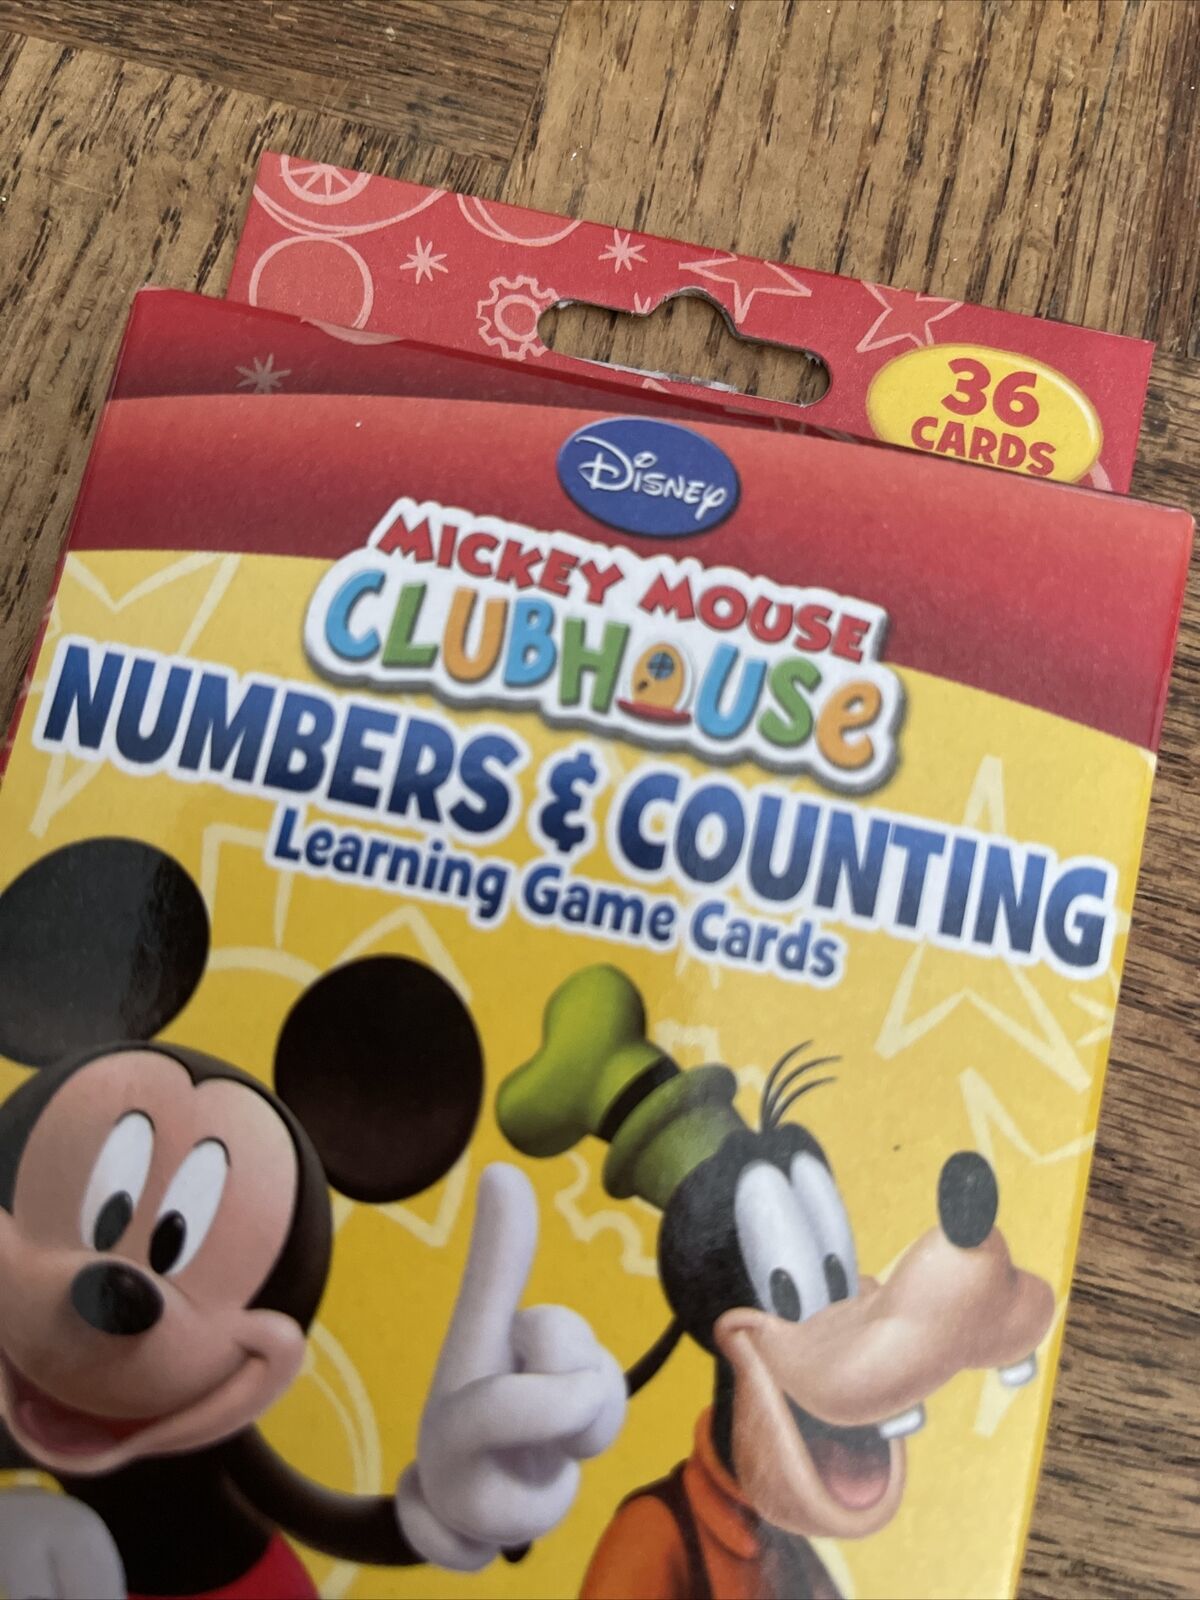 36
CARDS
Disney
MICKEY MOUSE
CLUBHOUSE
NUMBERS & COUNTING
Learning Game Cards